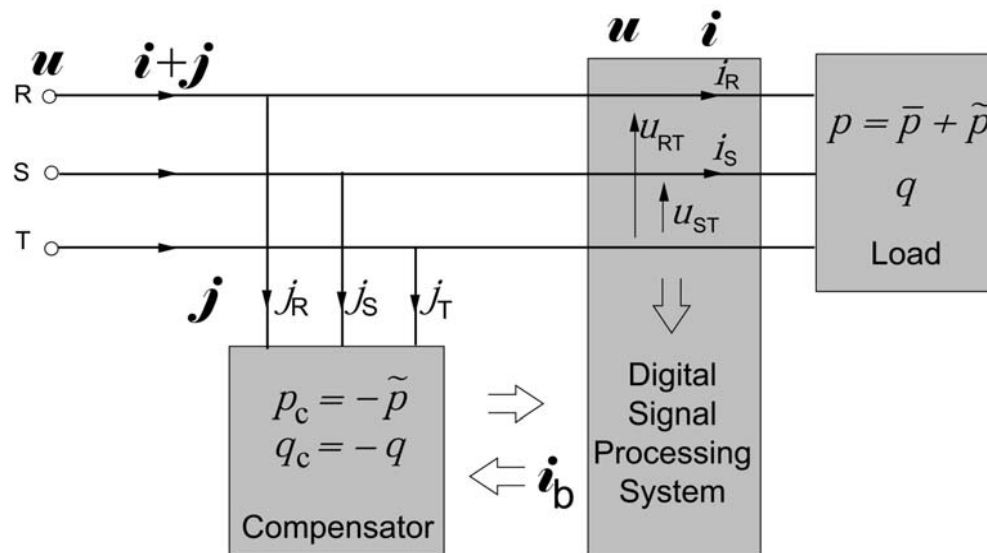 u i
u i+j
R
i_R
u_RT
p = p̅ + p̃
S
i_S
q
u_ST
T
Load
j
j_R
j_S
j_T
p_c = − p̃
q_c = − q
Compensator
i_b
Digital
Signal
Processing
System